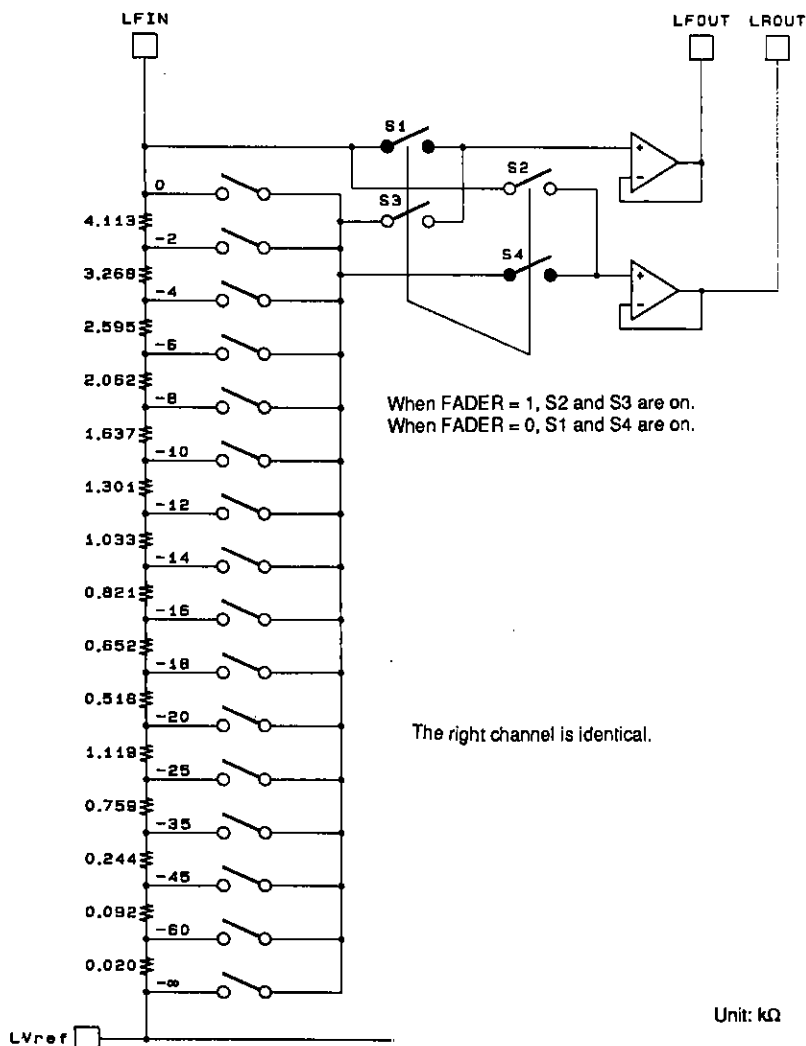 LFIN
LFOUT LROUT
S1
S2
0
S3
4.113
-2
S4
3.268
-4
2.595
-6
2.062
-8
When FADER = 1, S2 and S3 are on.
When FADER = 0, S1 and S4 are on.
1.637
-10
1.301
-12
1.033
-14
0.821
-16
0.652
-18
0.518
-20
The right channel is identical.
1.119
-25
0.759
-35
0.244
-45
0.092
-60
0.020
-∞
Unit: kΩ
LVref